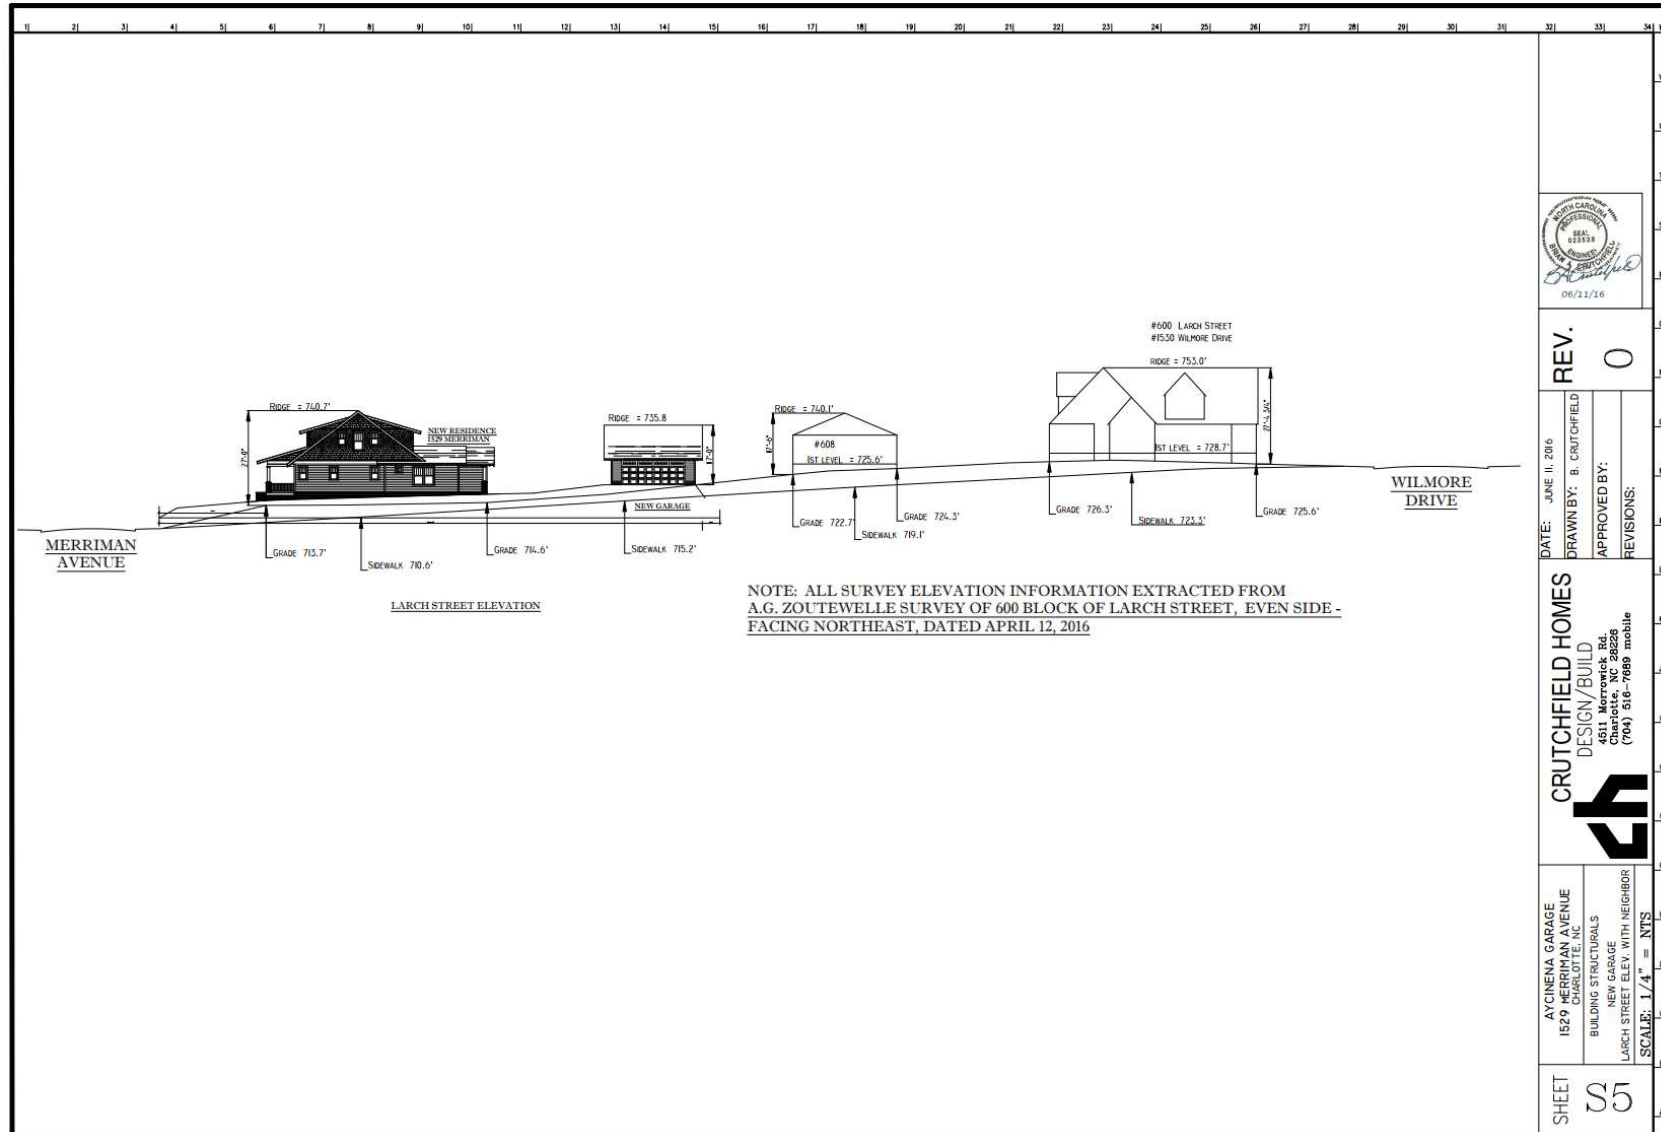 1 2 3 4 5 6 7 8 9 10 11 12 13 14 15 16 17 18 19 20 21 22 23 24 25 26 27 28 29 30 31 32 33 34
#600 LARCH STREET
#1530 WILMORE DRIVE
RIDGE = 753.0'
RIDGE = 740.7'
27'-0"
NEW RESIDENCE
1529 MERRIMAN
RIDGE = 735.8
17'-0"
RIDGE = 740.1'
#608
1ST LEVEL = 725.6'
1ST LEVEL = 728.7'
NEW GARAGE
MERRIMAN
AVENUE
WILMORE
DRIVE
GRADE 713.7'
SIDEWALK 710.6'
GRADE 714.6'
SIDEWALK 715.2'
GRADE 722.7'
SIDEWALK 719.1'
GRADE 724.3'
GRADE 726.3'
SIDEWALK 723.3'
GRADE 725.6'
LARCH STREET ELEVATION
NOTE: ALL SURVEY ELEVATION INFORMATION EXTRACTED FROM
A.G. ZOUTEWELLE SURVEY OF 600 BLOCK OF LARCH STREET, EVEN SIDE -
FACING NORTHEAST, DATED APRIL 12, 2016
NORTH CAROLINA
PROFESSIONAL
SEAL
023538
ENGINEER
BRIAN A. CRUTCHFIELD
06/11/16
REV.
0
DATE: JUNE 11, 2016
DRAWN BY: B. CRUTCHFIELD
APPROVED BY:
REVISIONS:
CRUTCHFIELD HOMES
DESIGN/BUILD
4511 Morrowick Rd.
Charlotte, NC 28226
(704) 516-7689 mobile
ch
AYCINENA GARAGE
1529 MERRIMAN AVENUE
CHARLOTTE, NC
BUILDING STRUCTURALS
NEW GARAGE
LARCH STREET ELEV. WITH NEIGHBOR
SCALE: 1/4" = NTS
SHEET
S5